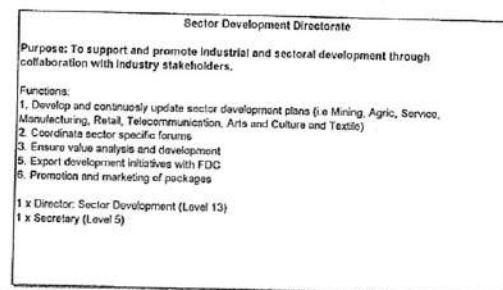 Sector Development Directorate
Purpose: To support and promote industrial and sectoral development through
collaboration with industry stakeholders.
Functions:
1. Develop and continuosly update sector development plans (i.e Mining, Agric, Service,
Manufacturing, Retail, Telecommunication, Arts and Culture and Textile)
2. Coordinate sector specific forums
3. Ensure value analysis and development
5. Export development initiatives with FDC
6. Promotion and marketing of packages
1 x Director: Sector Development (Level 13)
1 x Secretary (Level 5)